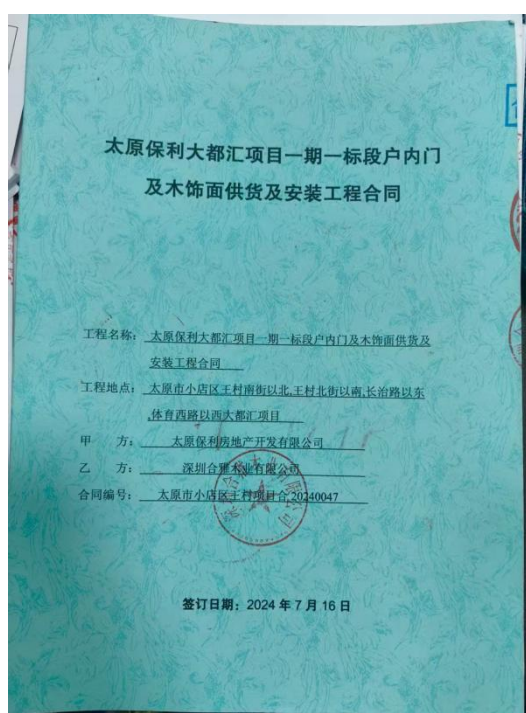 太原保利大都汇项目一期一标段户内门
及木饰面供货及安装工程合同
工程名称： 太原保利大都汇项目一期一标段户内门及木饰面供货及
安装工程合同
工程地点： 太原市小店区王村南街以北,王村北街以南,长治路以东
,体育西路以西大都汇项目
甲 方： 太原保利房地产开发有限公司
乙 方： 深圳合雅木业有限公司
合同编号： 太原市小店区王村项目合,20240047
签订日期：2024 年 7 月 16 日